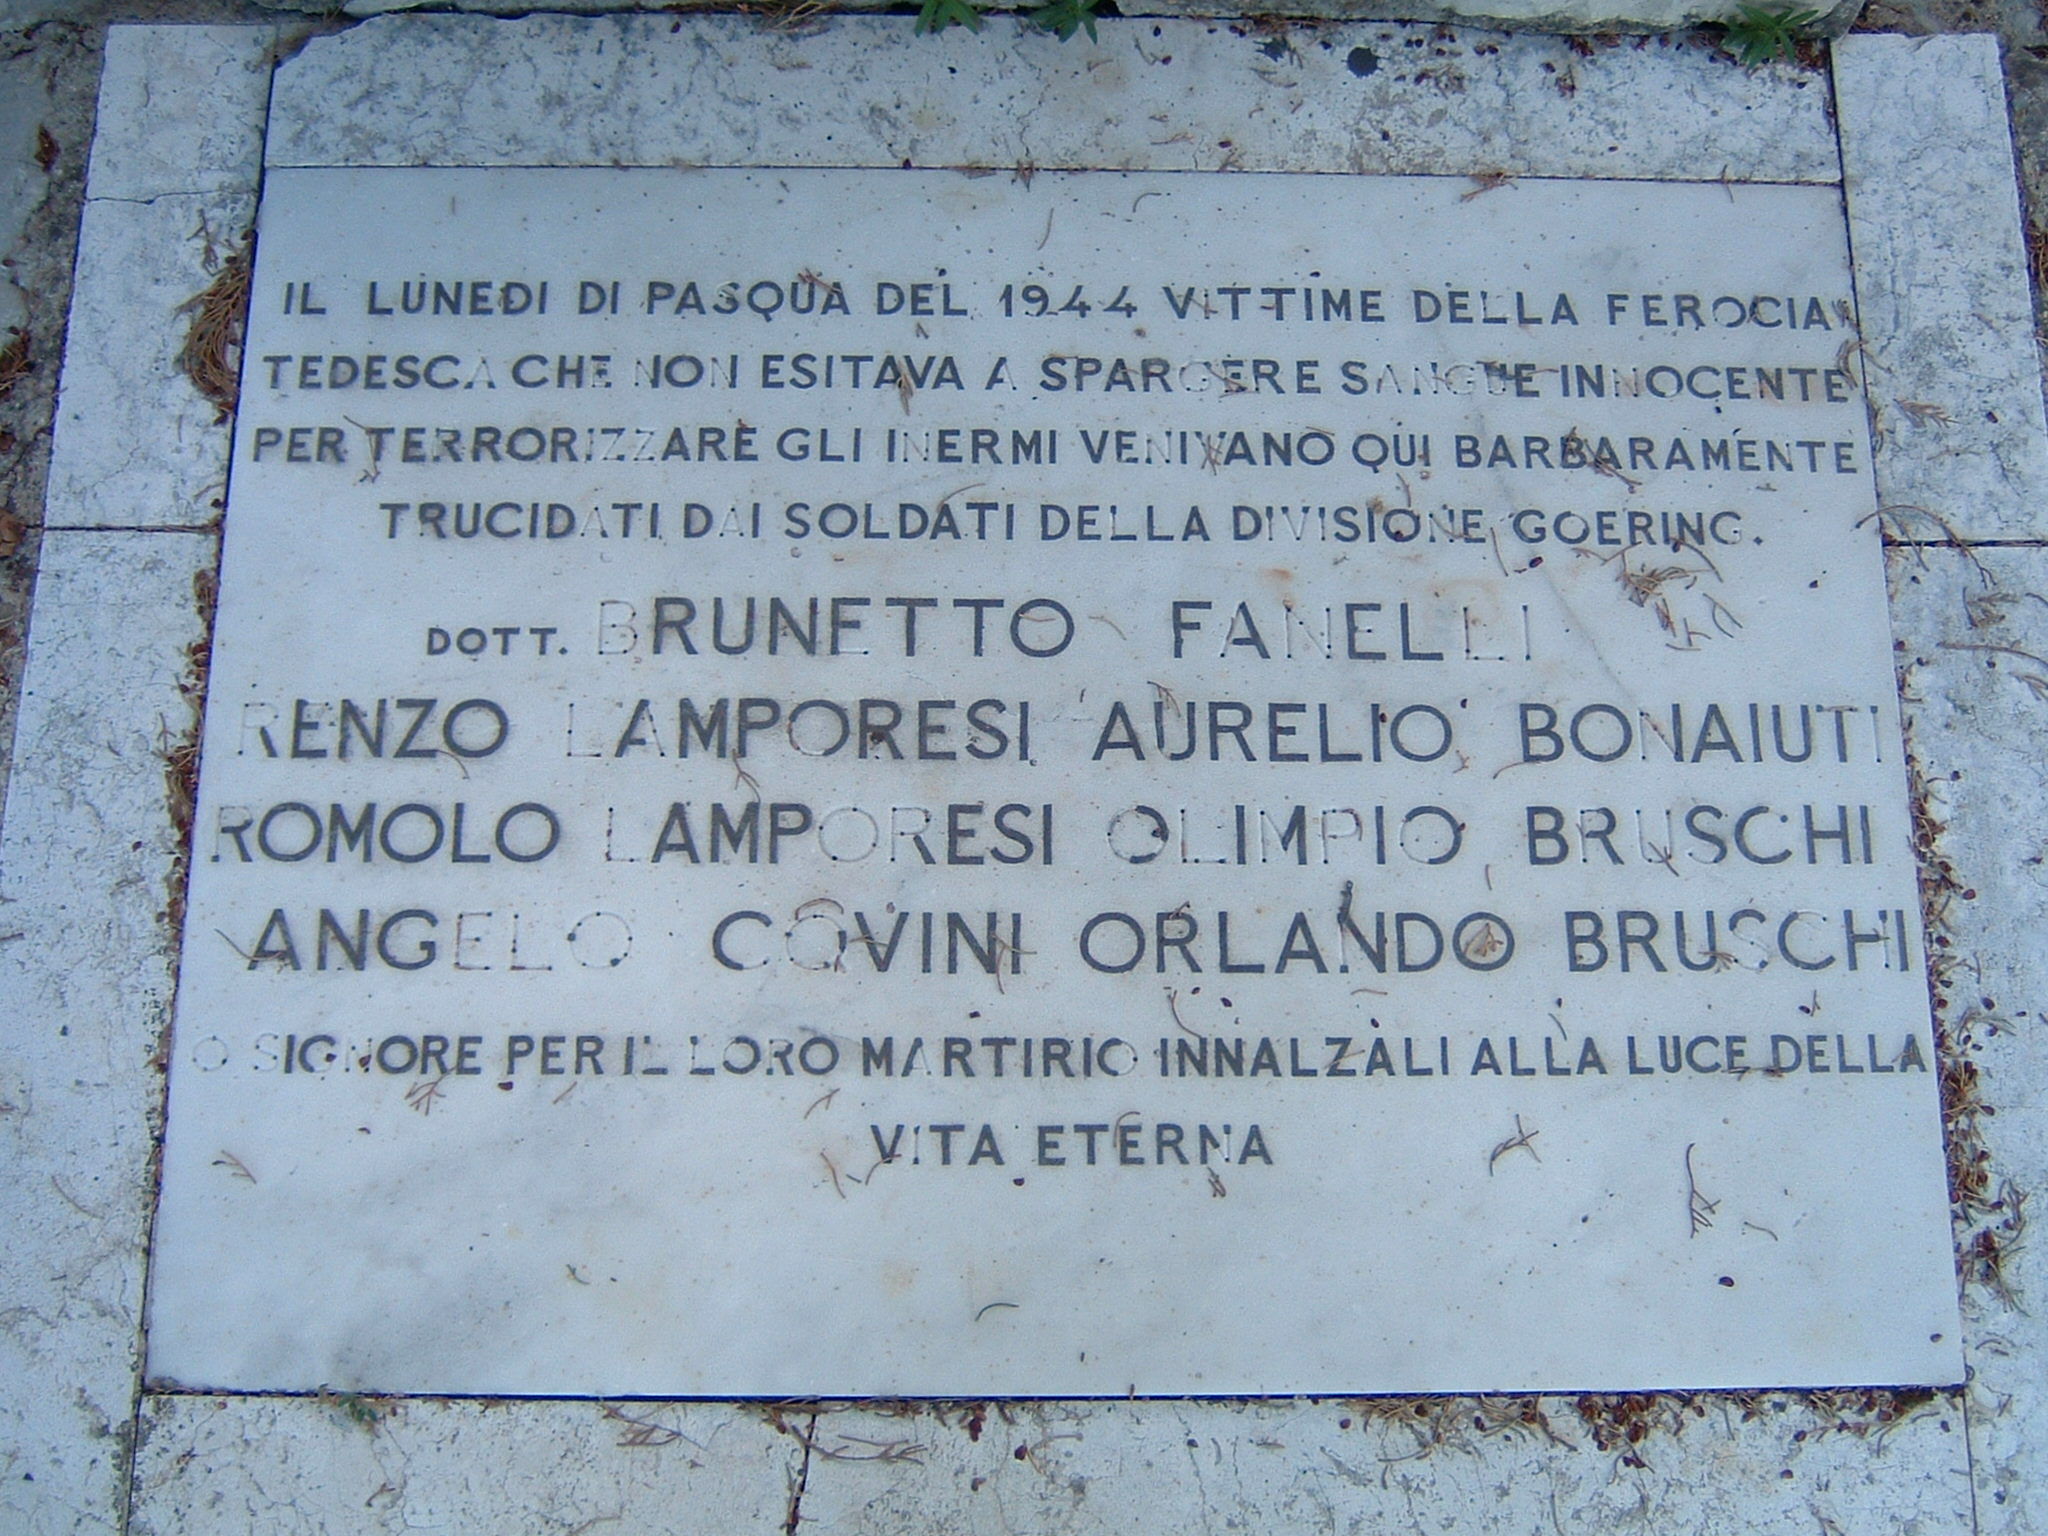 IL LUNEDI DI PASQUA DEL 1944 VITTIME DELLA FEROCIA
TEDESCA CHE NON ESITAVA A SPARGERE SANGUE INNOCENTE
PER TERRORIZZARE GLI INERMI VENIVANO QUI BARBARAMENTE
TRUCIDATI DAI SOLDATI DELLA DIVISIONE GOERING.
DOTT. BRUNETTO FANELLI
RENZO LAMPORESI AURELIO BONAIUTI
ROMOLO LAMPORESI OLIMPIO BRUSCHI
ANGELO COVINI ORLANDO BRUSCHI
O SIGNORE PER IL LORO MARTIRIO INNALZALI ALLA LUCE DELLA
VITA ETERNA